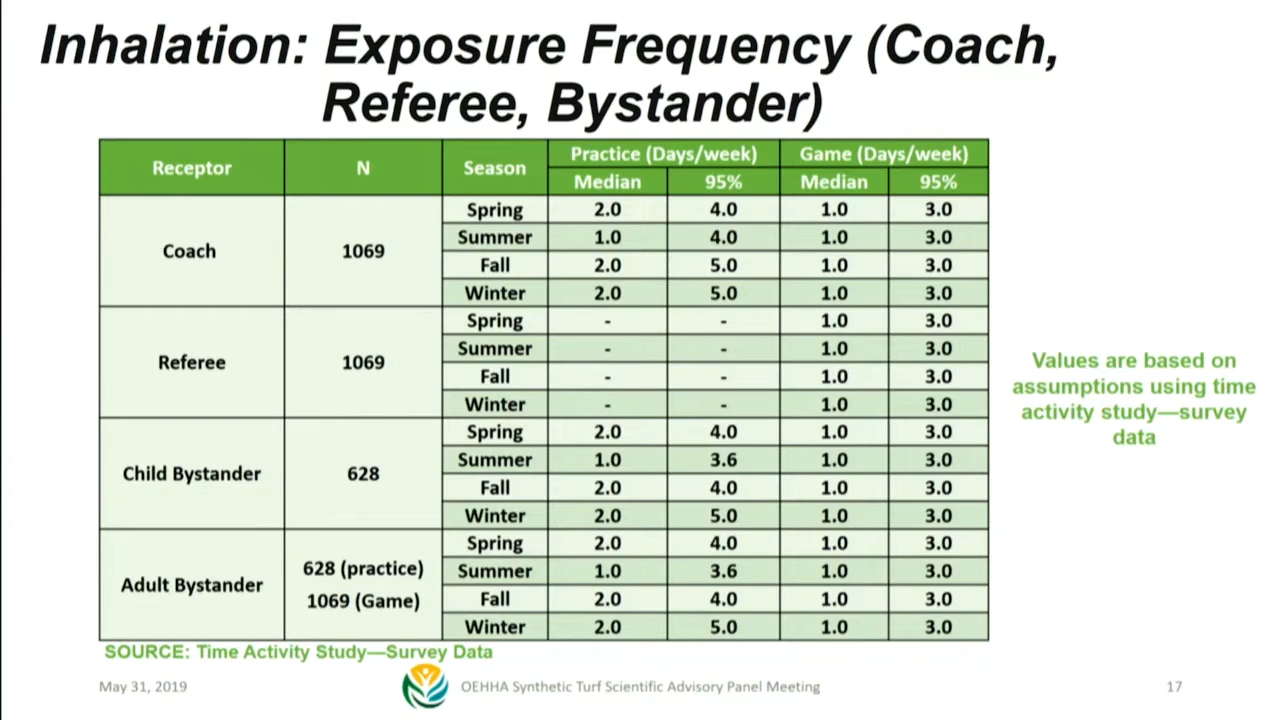 Inhalation: Exposure Frequency (Coach,
Referee, Bystander)
Receptor N Season Practice (Days/week) Game (Days/week)
Median 95% Median 95%
Coach 1069 Spring 2.0 4.0 1.0 3.0
Summer 1.0 4.0 1.0 3.0
Fall 2.0 5.0 1.0 3.0
Winter 2.0 5.0 1.0 3.0
Referee 1069 Spring - - 1.0 3.0
Summer - - 1.0 3.0
Fall - - 1.0 3.0
Winter - - 1.0 3.0
Child Bystander 628 Spring 2.0 4.0 1.0 3.0
Summer 1.0 3.6 1.0 3.0
Fall 2.0 4.0 1.0 3.0
Winter 2.0 5.0 1.0 3.0
Adult Bystander 628 (practice) 1069 (Game) Spring 2.0 4.0 1.0 3.0
Summer 1.0 3.6 1.0 3.0
Fall 2.0 4.0 1.0 3.0
Winter 2.0 5.0 1.0 3.0
Values are based on
assumptions using time
activity study—survey
data
SOURCE: Time Activity Study—Survey Data
May 31, 2019 OEHHA Synthetic Turf Scientific Advisory Panel Meeting 17